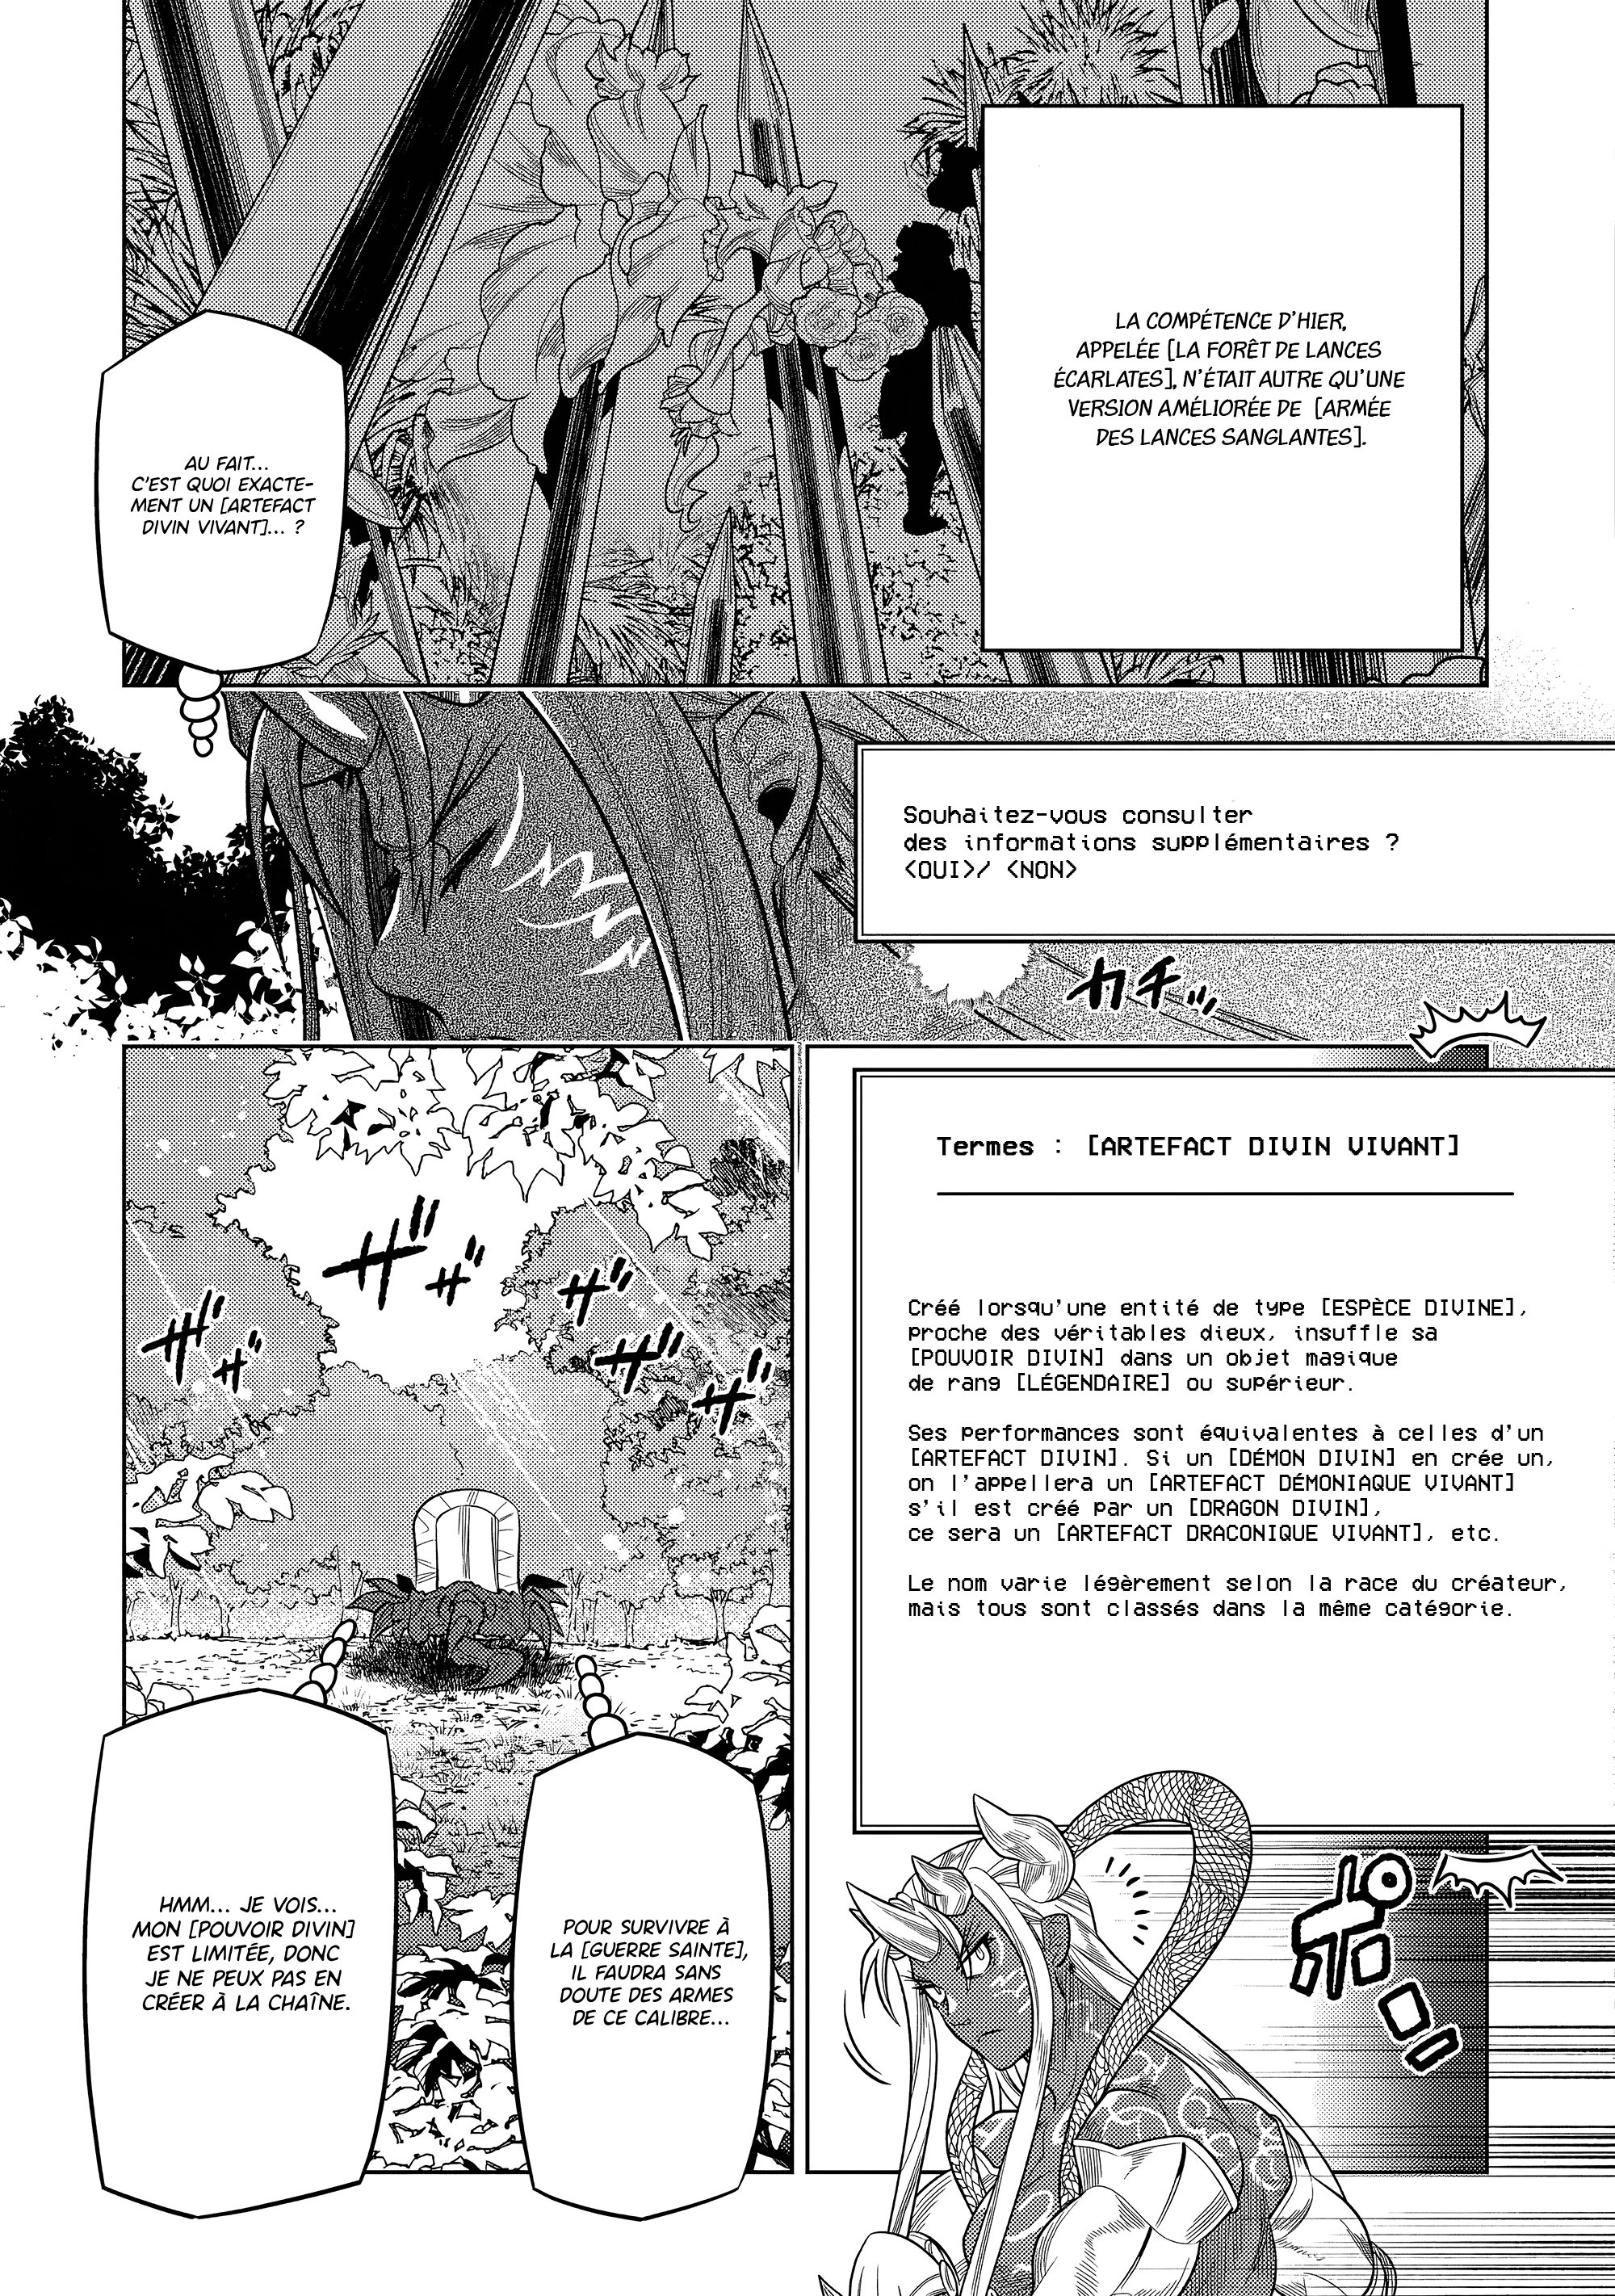 LA COMPÉTENCE D'HIER,
APPELÉE [LA FORÊT DE LANCES
ÉCARLATES], N'ÉTAIT AUTRE QU'UNE
VERSION AMÉLIORÉE DE [ARMÉE
DES LANCES SANGLANTES].
AU FAIT...
C'EST QUOI EXACTE-
MENT UN [ARTEFACT
DIVIN VIVANT]... ?
Souhaitez-vous consulter
des informations supplémentaires ?
<OUI>/ <NON>
カチッ
Termes : [ARTEFACT DIVIN VIVANT]
Créé lorsqu'une entité de type [ESPÈCE DIVINE],
proche des véritables dieux, insuffle sa
[POUVOIR DIVIN] dans un objet magique
de rang [LÉGENDAIRE] ou supérieur.
Ses performances sont équivalentes à celles d'un
[ARTEFACT DIVIN]. Si un [DÉMON DIVIN] en crée un,
on l'appellera un [ARTEFACT DÉMONIAQUE VIVANT]
s'il est créé par un [DRAGON DIVIN],
ce sera un [ARTEFACT DRACONIQUE VIVANT], etc.
Le nom varie légèrement selon la race du créateur,
mais tous sont classés dans la même catégorie.
ポポン
ザザ
ザザ
ザザ
POUR SURVIVRE À
LA [GUERRE SAINTE],
IL FAUDRA SANS
DOUTE DES ARMES
DE CE CALIBRE...
HMM... JE VOIS...
MON [POUVOIR DIVIN]
EST LIMITÉE, DONC
JE NE PEUX PAS EN
CRÉER À LA CHAÎNE.